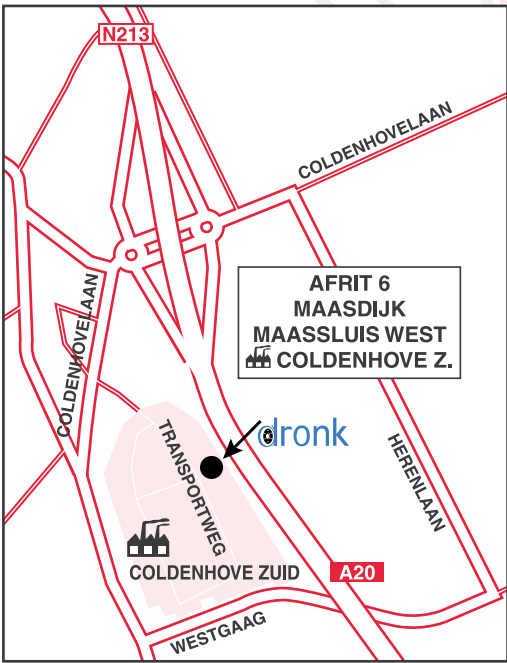 N213
COLDENHOVELAAN
AFRIT 6
MAASDIJK
MAASSLUIS WEST
COLDENHOVE Z.
COLDENHOVELAAN
dronk
TRANSPORTWEG
HERENLAAN
COLDENHOVE ZUID
A20
WESTGAAG